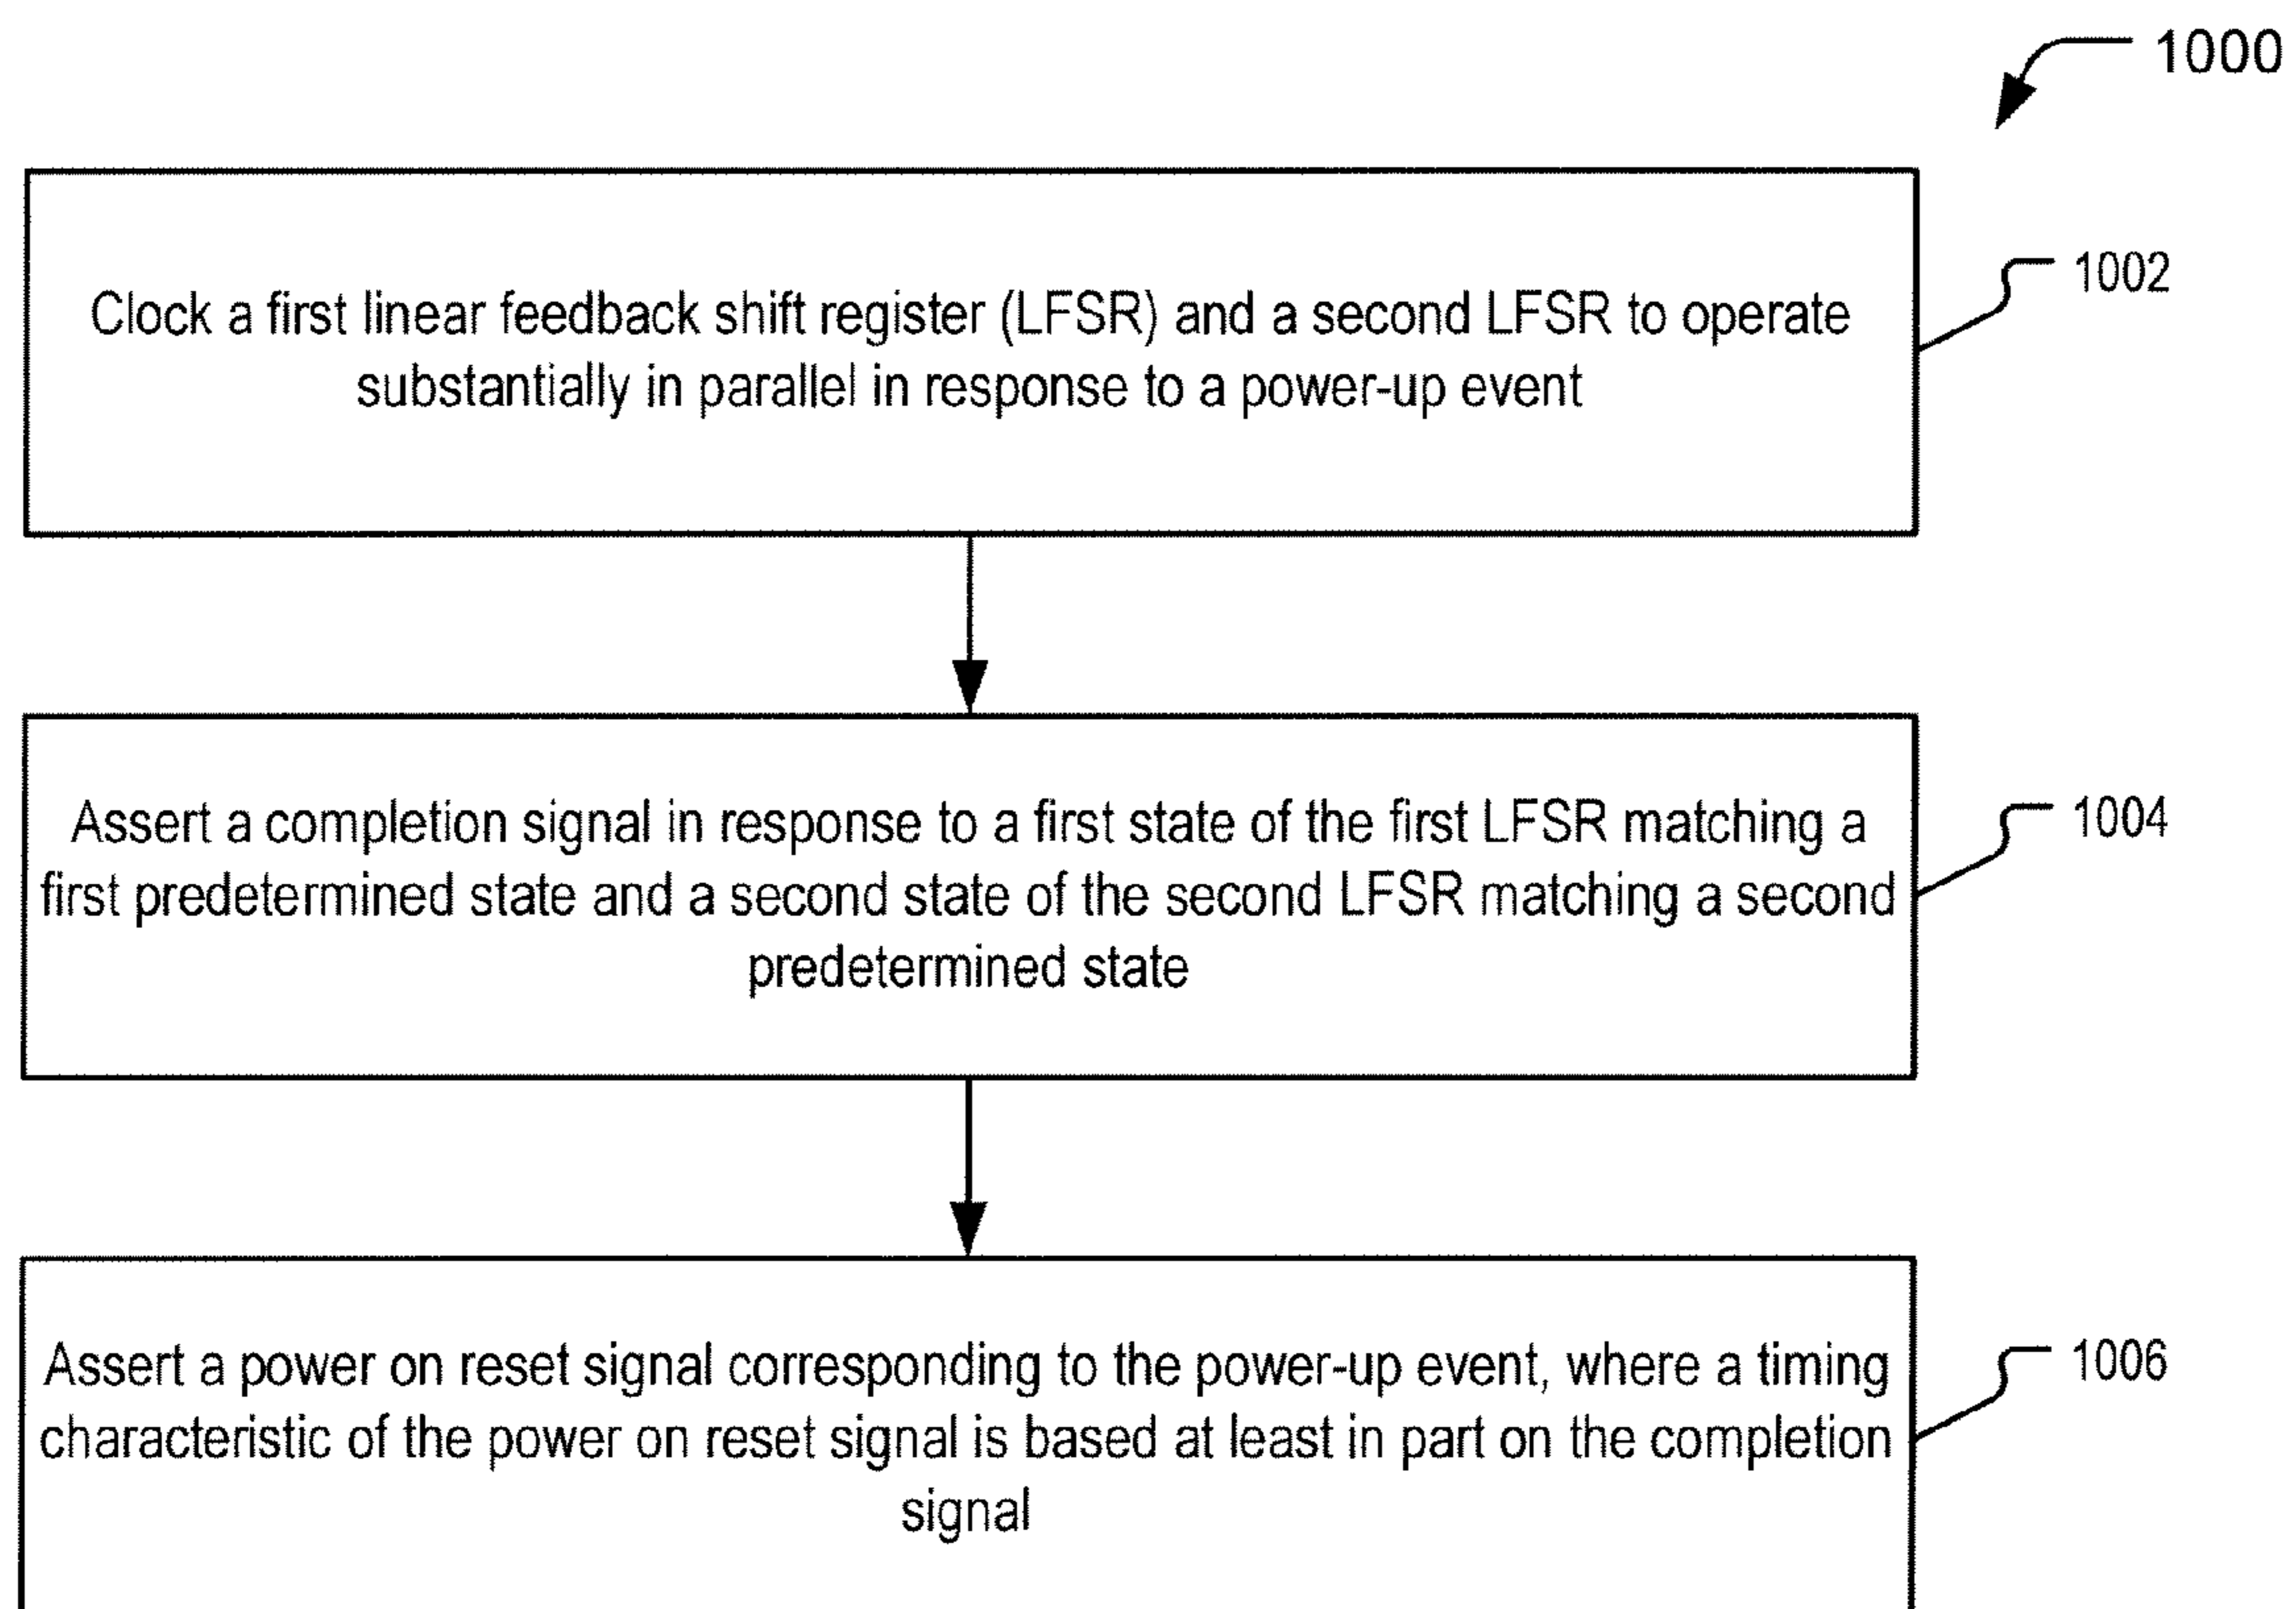 1000
Clock a first linear feedback shift register (LFSR) and a second LFSR to operate
substantially in parallel in response to a power-up event
1002
Assert a completion signal in response to a first state of the first LFSR matching a
first predetermined state and a second state of the second LFSR matching a second
predetermined state
1004
Assert a power on reset signal corresponding to the power-up event, where a timing
characteristic of the power on reset signal is based at least in part on the completion
signal
1006